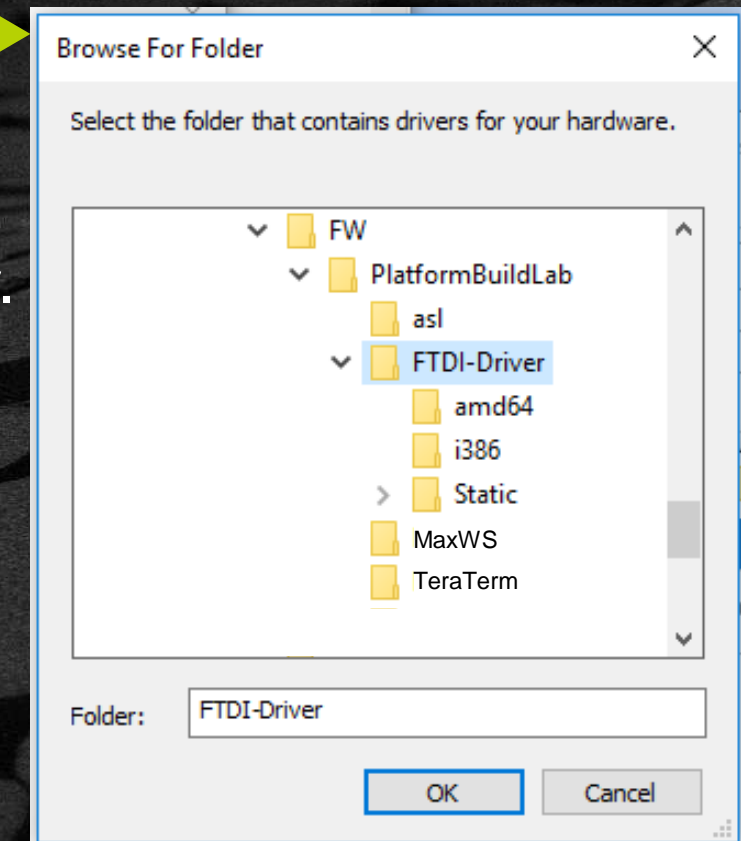 Browse For Folder
Select the folder that contains drivers for your hardware.
FW
PlatformBuildLab
asl
FTDI-Driver
amd64
i386
Static
MaxWS
TeraTerm
Folder: FTDI-Driver
OK Cancel